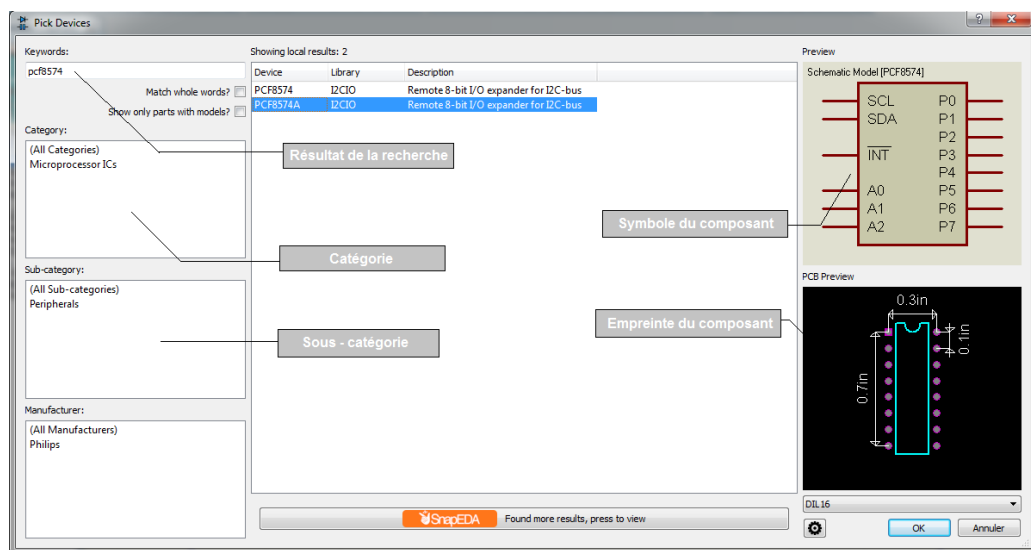 Pick Devices
Keywords:
pcf8574
Match whole words?
Show only parts with models?
Category:
(All Categories)
Microprocessor ICs
Sub-category:
(All Sub-categories)
Peripherals
Manufacturer:
(All Manufacturers)
Philips
Showing local results: 2
Device Library Description
PCF8574 I2CIO Remote 8-bit I/O expander for I2C-bus
PCF8574A I2CIO Remote 8-bit I/O expander for I2C-bus
Résultat de la recherche
Catégorie
Sous - catégorie
Symbole du composant
Empreinte du composant
SnapEDA Found more results, press to view
Preview
Schematic Model [PCF8574]
SCL P0
SDA P1
P2
INT P3
P4
A0 P5
A1 P6
A2 P7
PCB Preview
0.3in
0.1in
0.7in
DIL16
OK Annuler